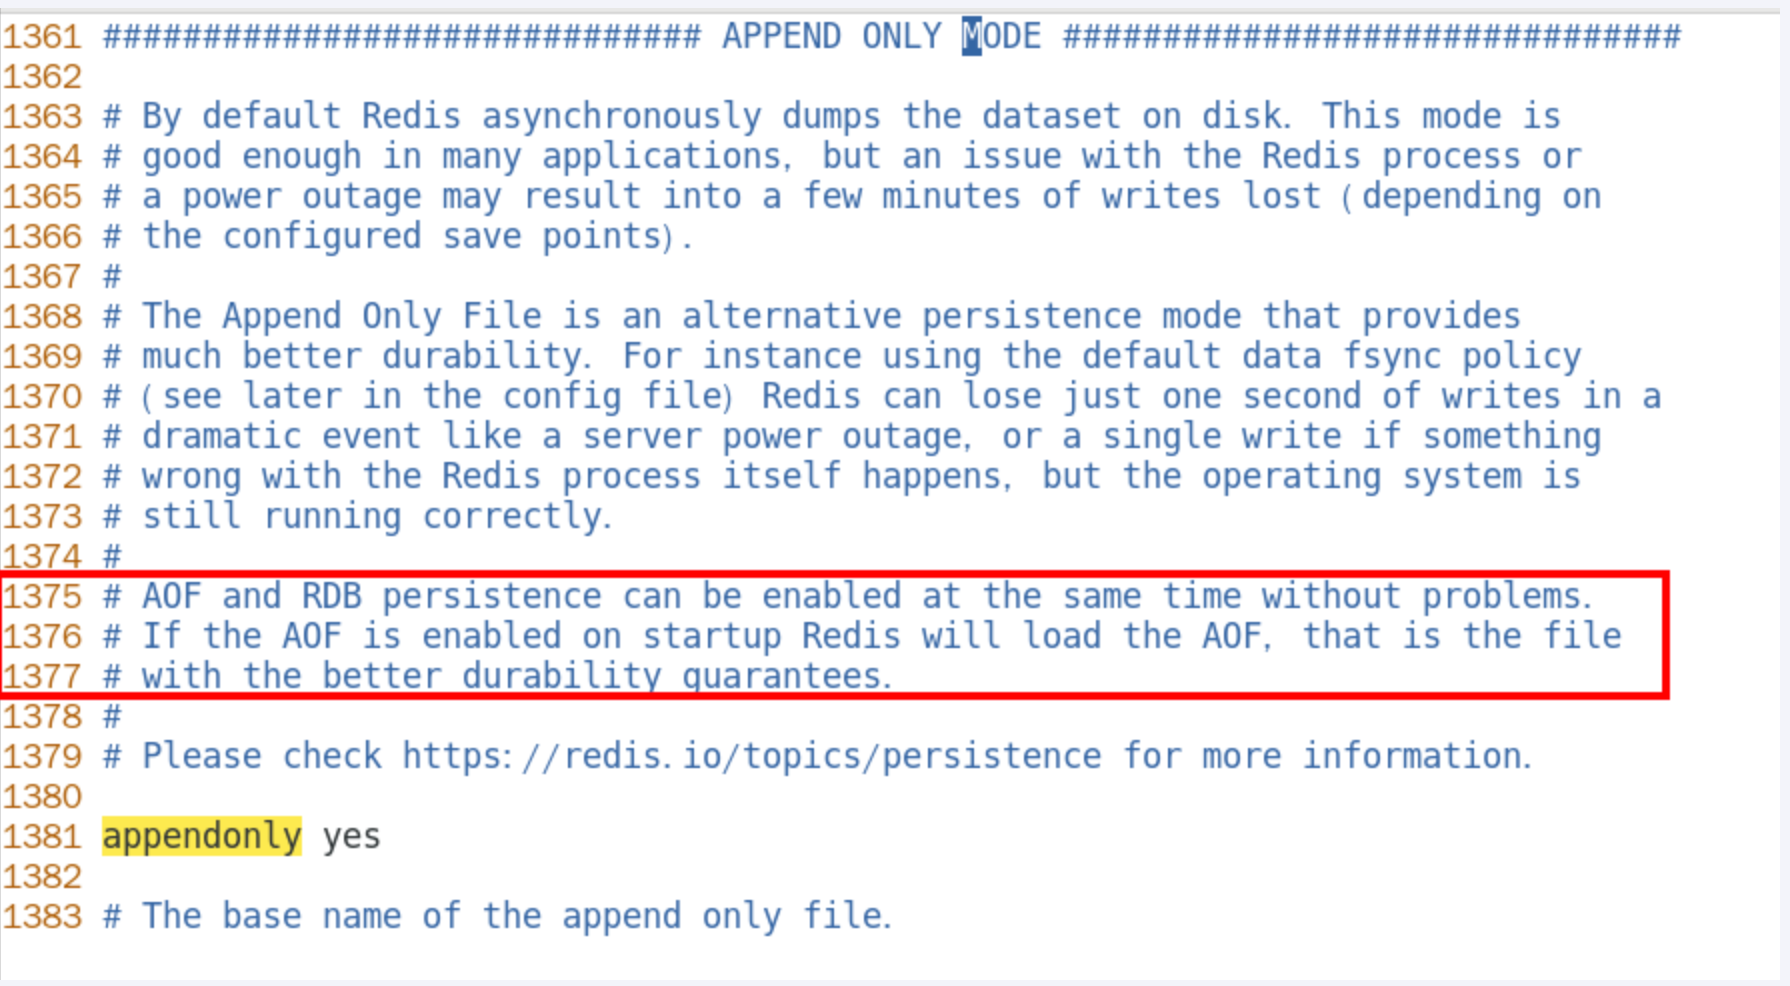 1361 ############################## APPEND ONLY MODE ###############################
1362
1363 # By default Redis asynchronously dumps the dataset on disk. This mode is
1364 # good enough in many applications, but an issue with the Redis process or
1365 # a power outage may result into a few minutes of writes lost (depending on
1366 # the configured save points).
1367 #
1368 # The Append Only File is an alternative persistence mode that provides
1369 # much better durability. For instance using the default data fsync policy
1370 # (see later in the config file) Redis can lose just one second of writes in a
1371 # dramatic event like a server power outage, or a single write if something
1372 # wrong with the Redis process itself happens, but the operating system is
1373 # still running correctly.
1374 #
1375 # AOF and RDB persistence can be enabled at the same time without problems.
1376 # If the AOF is enabled on startup Redis will load the AOF, that is the file
1377 # with the better durability guarantees.
1378 #
1379 # Please check https://redis.io/topics/persistence for more information.
1380
1381 appendonly yes
1382
1383 # The base name of the append only file.